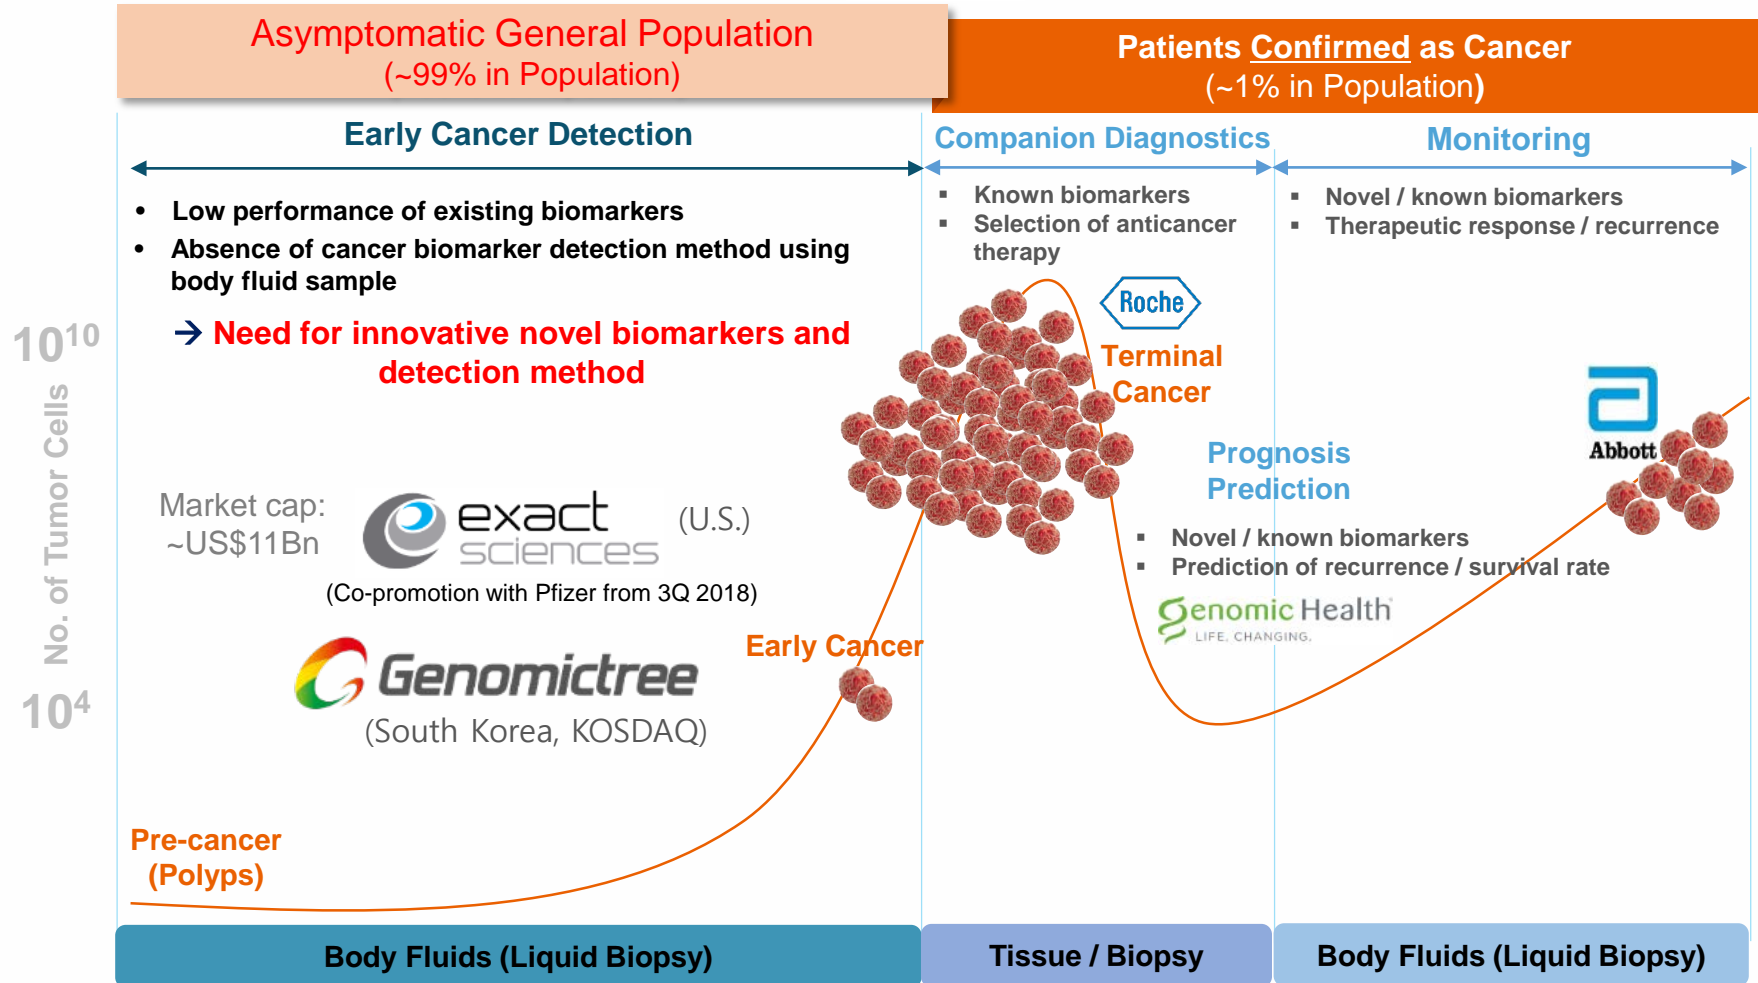 Asymptomatic General Population
(~99% in Population)
Patients Confirmed as Cancer
(~1% in Population)
Early Cancer Detection
Companion Diagnostics
Monitoring
• Low performance of existing biomarkers
• Absence of cancer biomarker detection method using
body fluid sample
→ Need for innovative novel biomarkers and
detection method
▪ Known biomarkers
▪ Selection of anticancer
therapy
▪ Novel / known biomarkers
▪ Therapeutic response / recurrence
10¹⁰
No. of Tumor Cells
10⁴
Roche
Terminal
Cancer
Abbott
Prognosis
Prediction
▪ Novel / known biomarkers
▪ Prediction of recurrence / survival rate
Genomic Health
LIFE, CHANGING.
Market cap:
~US$11Bn
exact
sciences
(U.S.)
(Co-promotion with Pfizer from 3Q 2018)
Genomictree
(South Korea, KOSDAQ)
Early Cancer
Pre-cancer
(Polyps)
Body Fluids (Liquid Biopsy)
Tissue / Biopsy
Body Fluids (Liquid Biopsy)